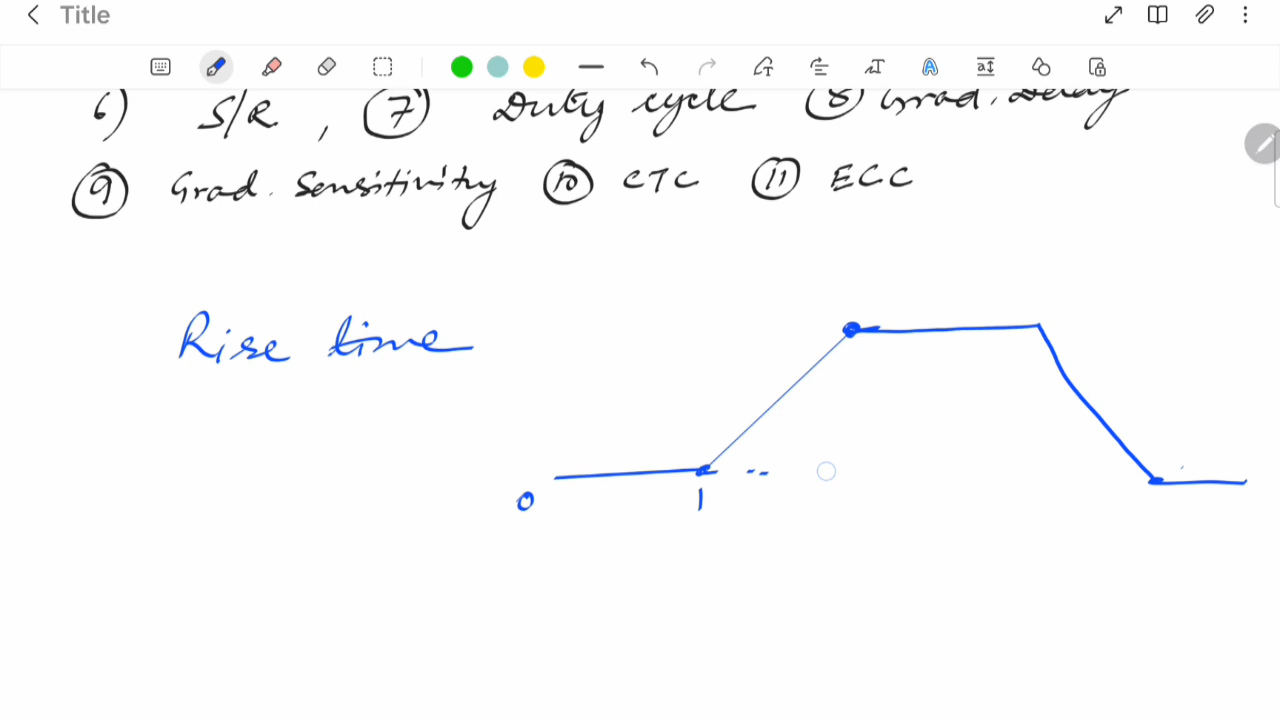 Title
6) S/R , (7) Duty cycle (8) Grad. Delay
(9) Grad. Sensitivity (10) CTC (11) ECC
Rise time
0 1